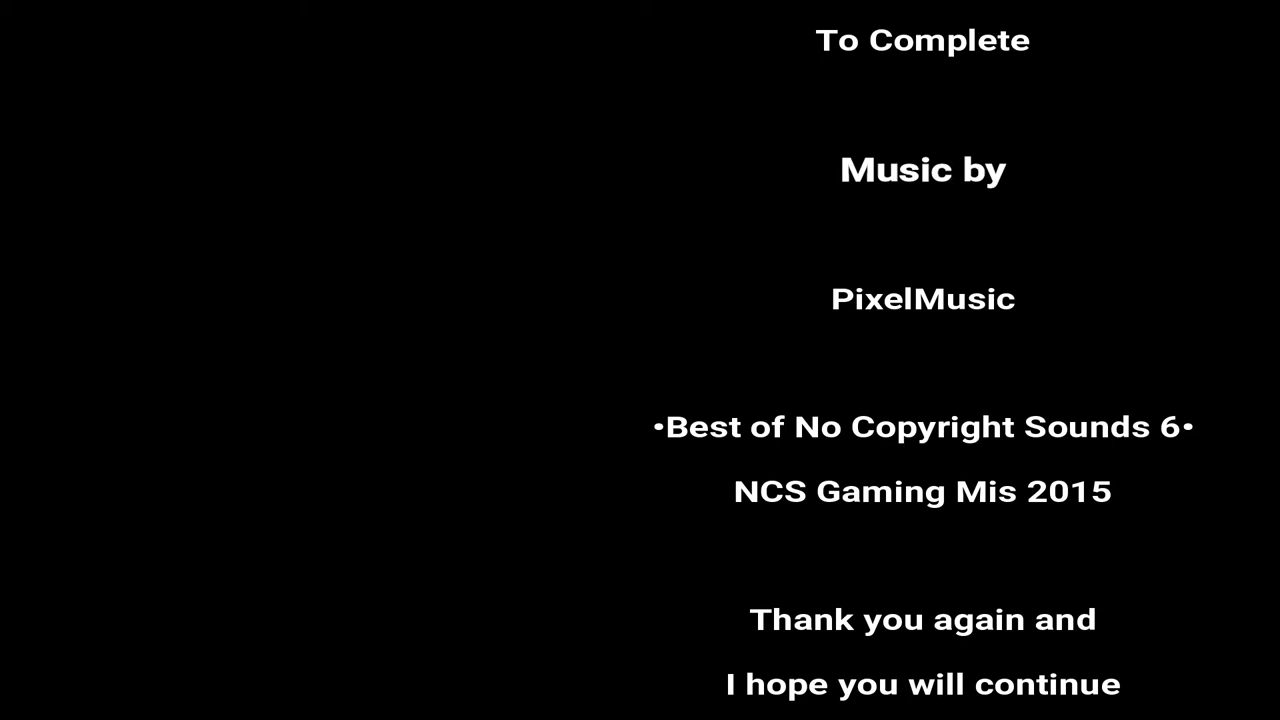 To Complete
Music by
PixelMusic
•Best of No Copyright Sounds 6•
NCS Gaming Mis 2015
Thank you again and
I hope you will continue